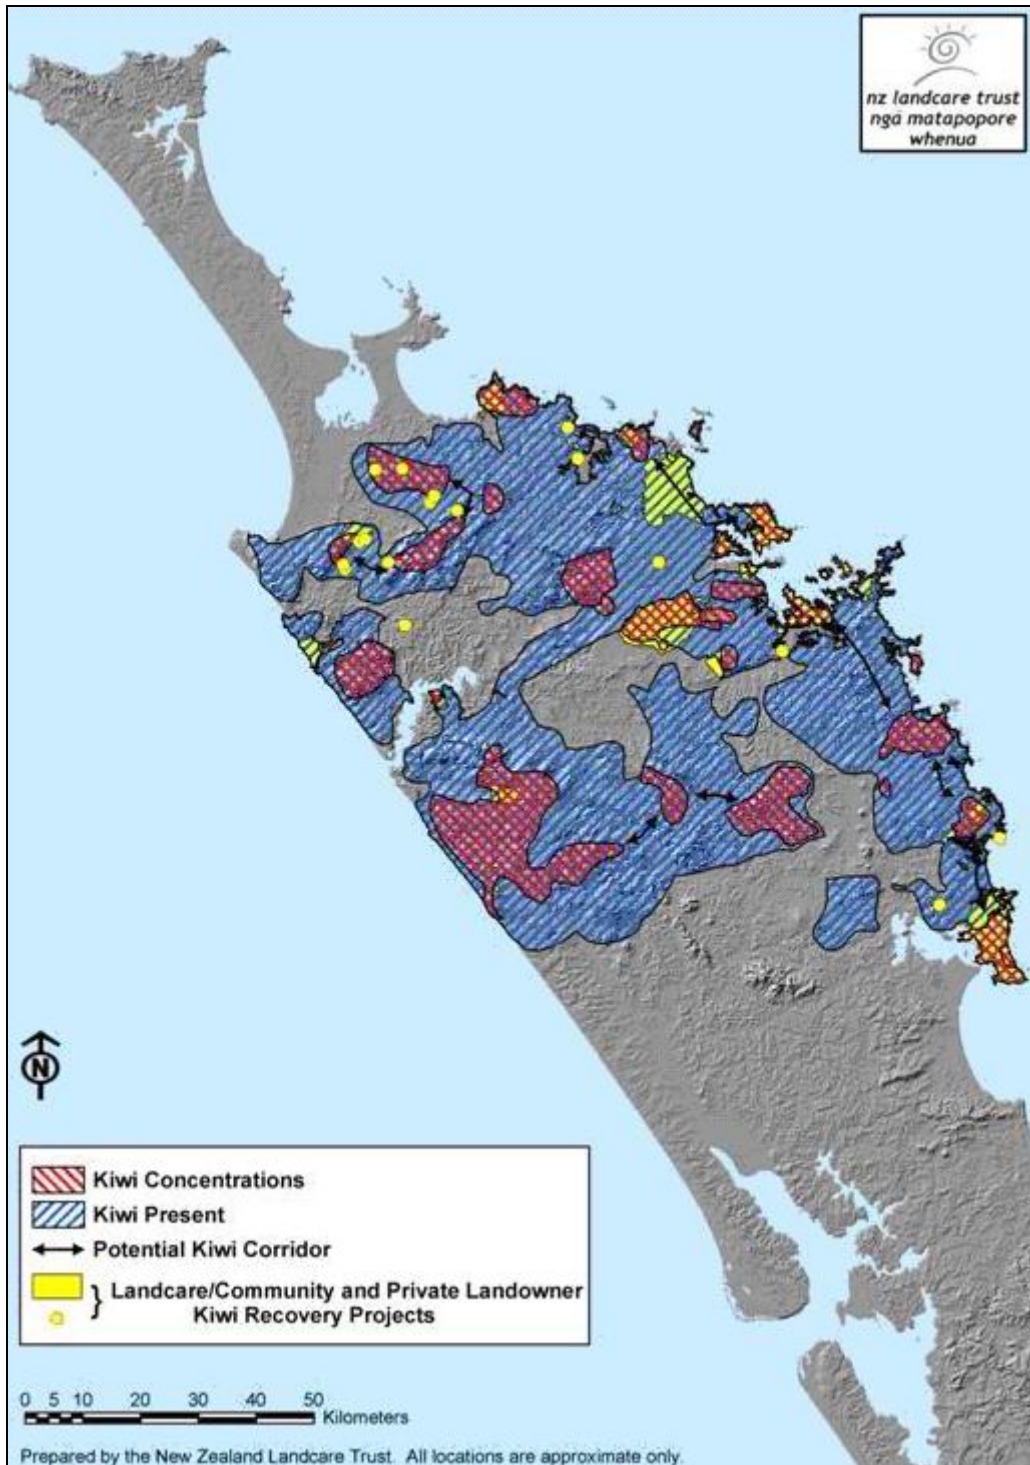 nz landcare trust
ngā matapopore
whenua
N
Kiwi Concentrations
Kiwi Present
Potential Kiwi Corridor
Landcare/Community and Private Landowner
Kiwi Recovery Projects
0 5 10 20 30 40 50
Kilometers
Prepared by the New Zealand Landcare Trust. All locations are approximate only.